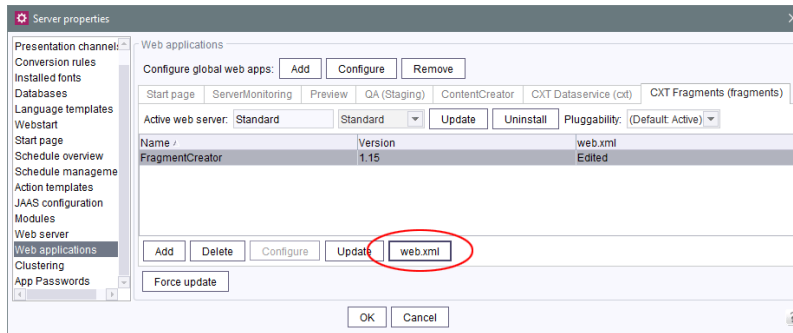 Server properties
Presentation channels
Conversion rules
Installed fonts
Databases
Language templates
Webstart
Start page
Schedule overview
Schedule manageme
Action templates
JAAS configuration
Modules
Web server
Web applications
Clustering
App Passwords
Web applications
Configure global web apps: Add Configure Remove
Start page ServerMonitoring Preview QA (Staging) ContentCreator CXT Dataservice (cxt) CXT Fragments (fragments)
Active web server: Standard Standard Update Uninstall Pluggability: (Default: Active)
Name Version web.xml
FragmentCreator 1.15 Edited
Add Delete Configure Update web.xml
Force update
OK Cancel